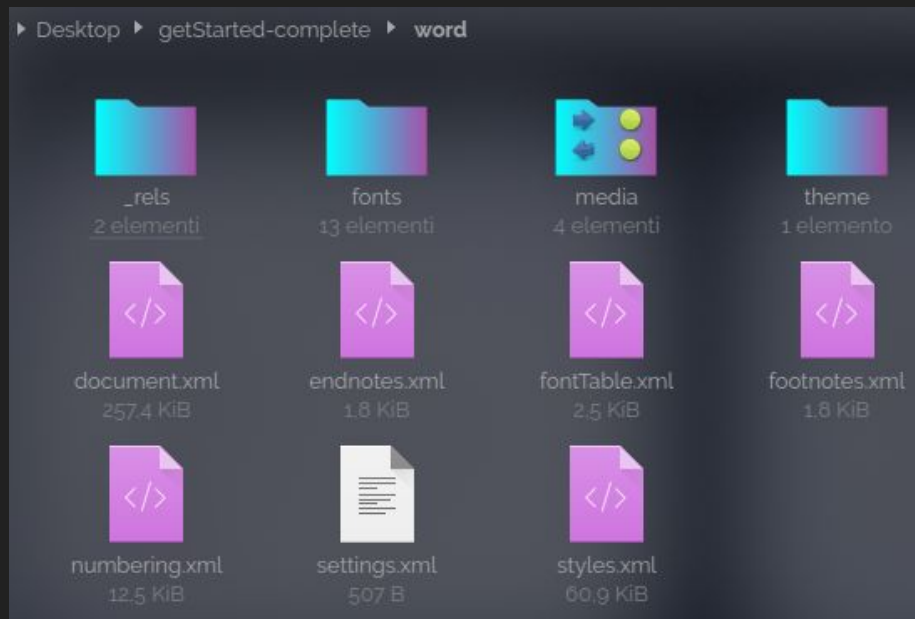 Desktop getStarted-complete word
_rels fonts media theme
2 elementi 13 elementi 4 elementi 1 elemento
document.xml endnotes.xml fontTable.xml footnotes.xml
257,4 KiB 1,8 KiB 2,5 KiB 1,8 KiB
numbering.xml settings.xml styles.xml
12,5 KiB 507 B 60,9 KiB